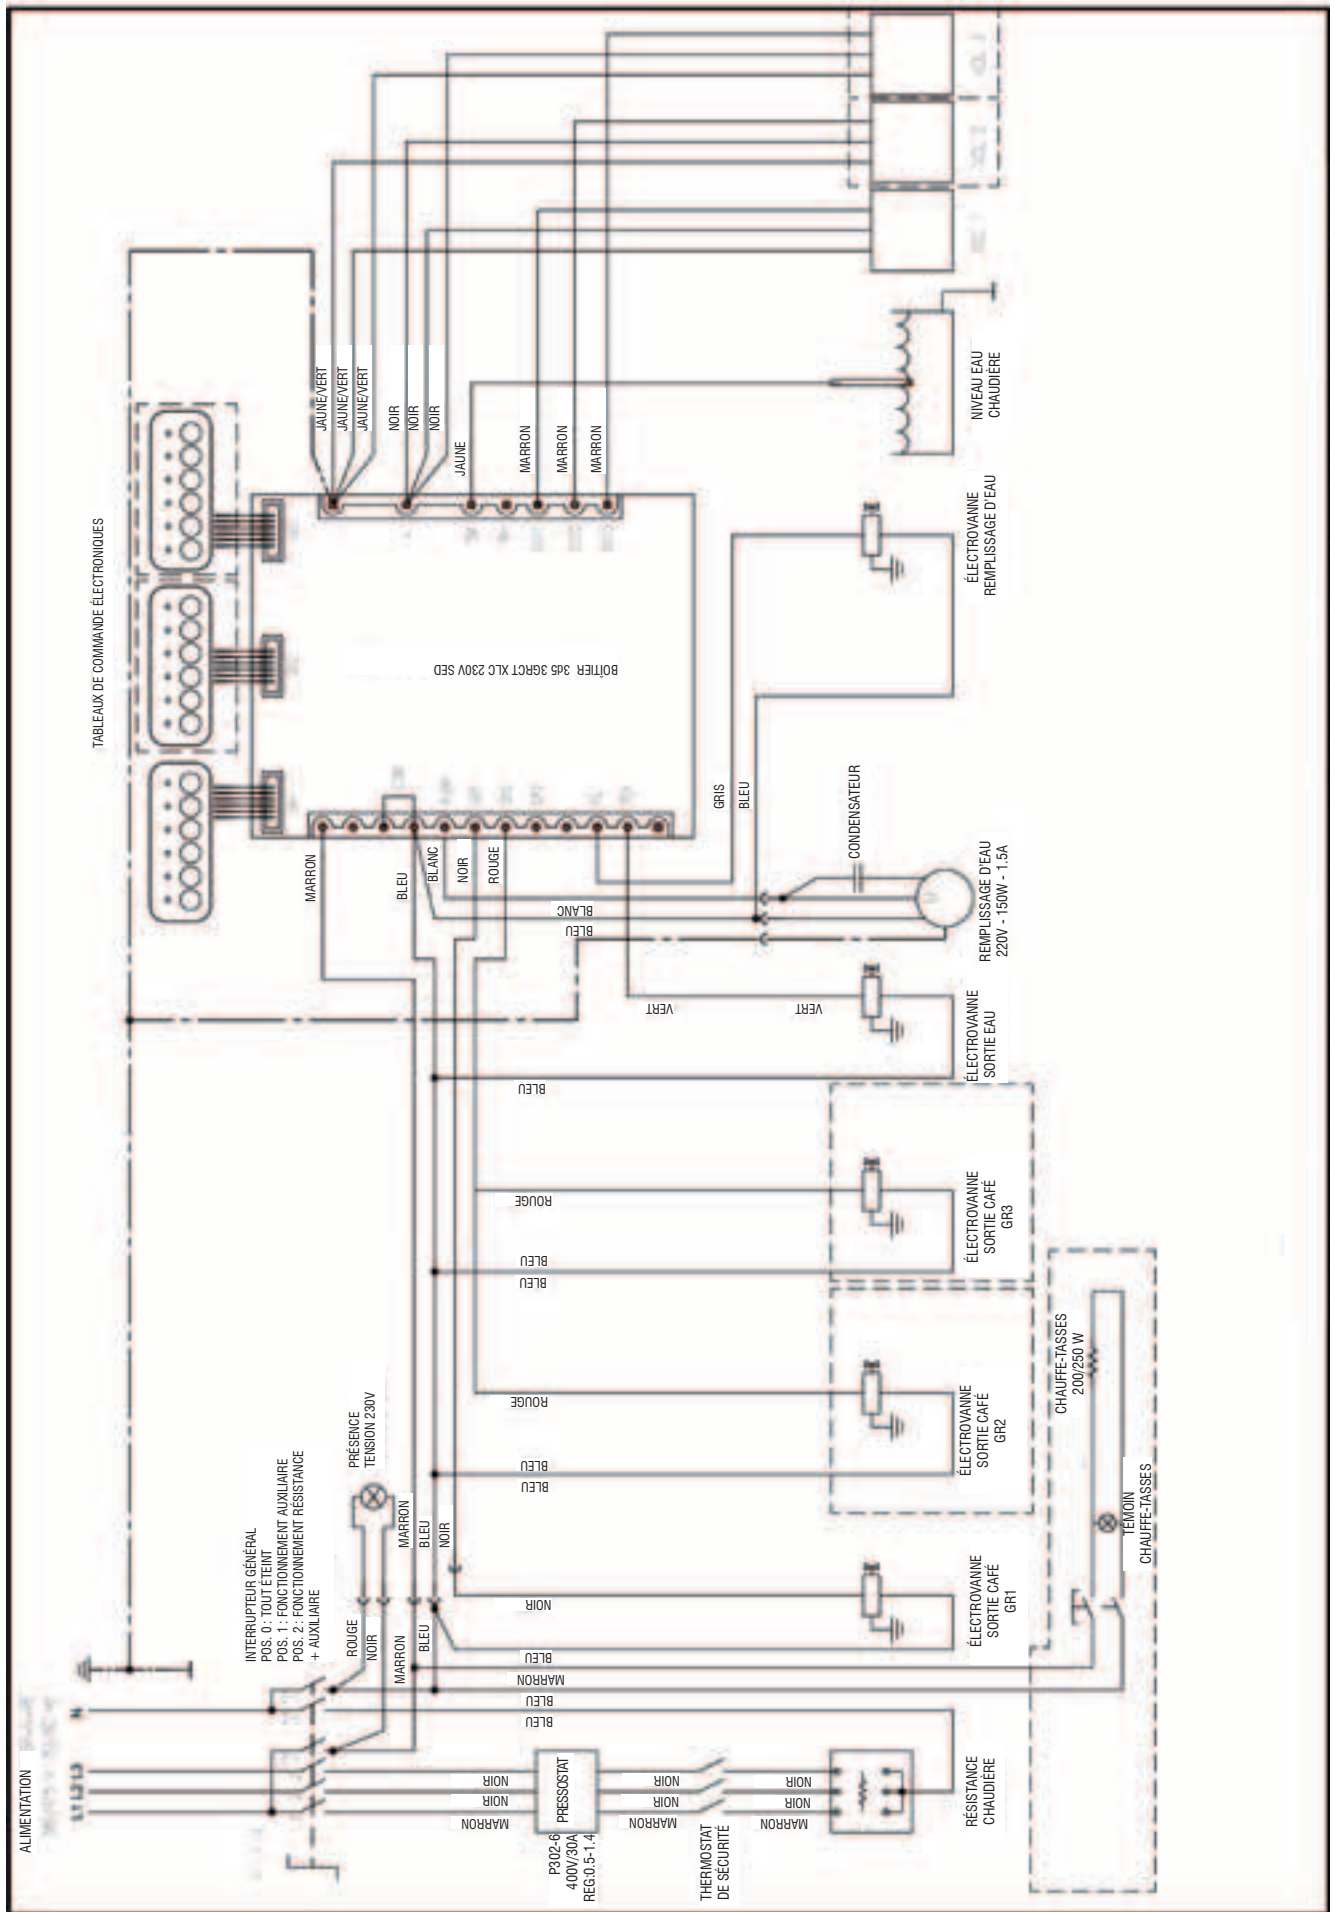 ALIMENTATION
L1 L2 L3
N
INTERRUPTEUR GÉNÉRAL
POS. 0 : TOUT ÉTEINT
POS. 1 : FONCTIONNEMENT AUXILIAIRE
POS. 2 : FONCTIONNEMENT RÉSISTANCE
+ AUXILIAIRE
PRÉSENCE
TENSION 230V
ROUGE
NOIR
MARRON
BLEU
MARRON
BLEU
NOIR
NOIR
NOIR
MARRON
P302-6
400V/30A
REG:0.5-1.4
PRESSOSTAT
NOIR
NOIR
MARRON
THERMOSTAT
DE SÉCURITÉ
NOIR
NOIR
MARRON
RÉSISTANCE
CHAUDIÈRE
BLEU
BLEU
MARRON
BLEU
NOIR
ÉLECTROVANNE
SORTIE CAFÉ
GR1
TÉMOIN
CHAUFFE-TASSES
CHAUFFE-TASSES
200/250 W
BLEU
BLEU
ROUGE
ÉLECTROVANNE
SORTIE CAFÉ
GR2
BLEU
BLEU
ROUGE
ÉLECTROVANNE
SORTIE CAFÉ
GR3
BLEU
VERT
VERT
ÉLECTROVANNE
SORTIE EAU
BLEU
BLANC
REMPLISSAGE D'EAU
220V - 150W - 1.5A
CONDENSATEUR
GRIS
BLEU
ÉLECTROVANNE
REMPLISSAGE D'EAU
NIVEAU EAU
CHAUDIÈRE
TABLEAUX DE COMMANDE ÉLECTRONIQUES
BOÎTIER 3d5 3GRCT XLC 230V SED
MARRON
BLEU
BLANC
NOIR
ROUGE
JAUNE/VERT
JAUNE/VERT
JAUNE/VERT
NOIR
NOIR
NOIR
JAUNE
MARRON
MARRON
MARRON